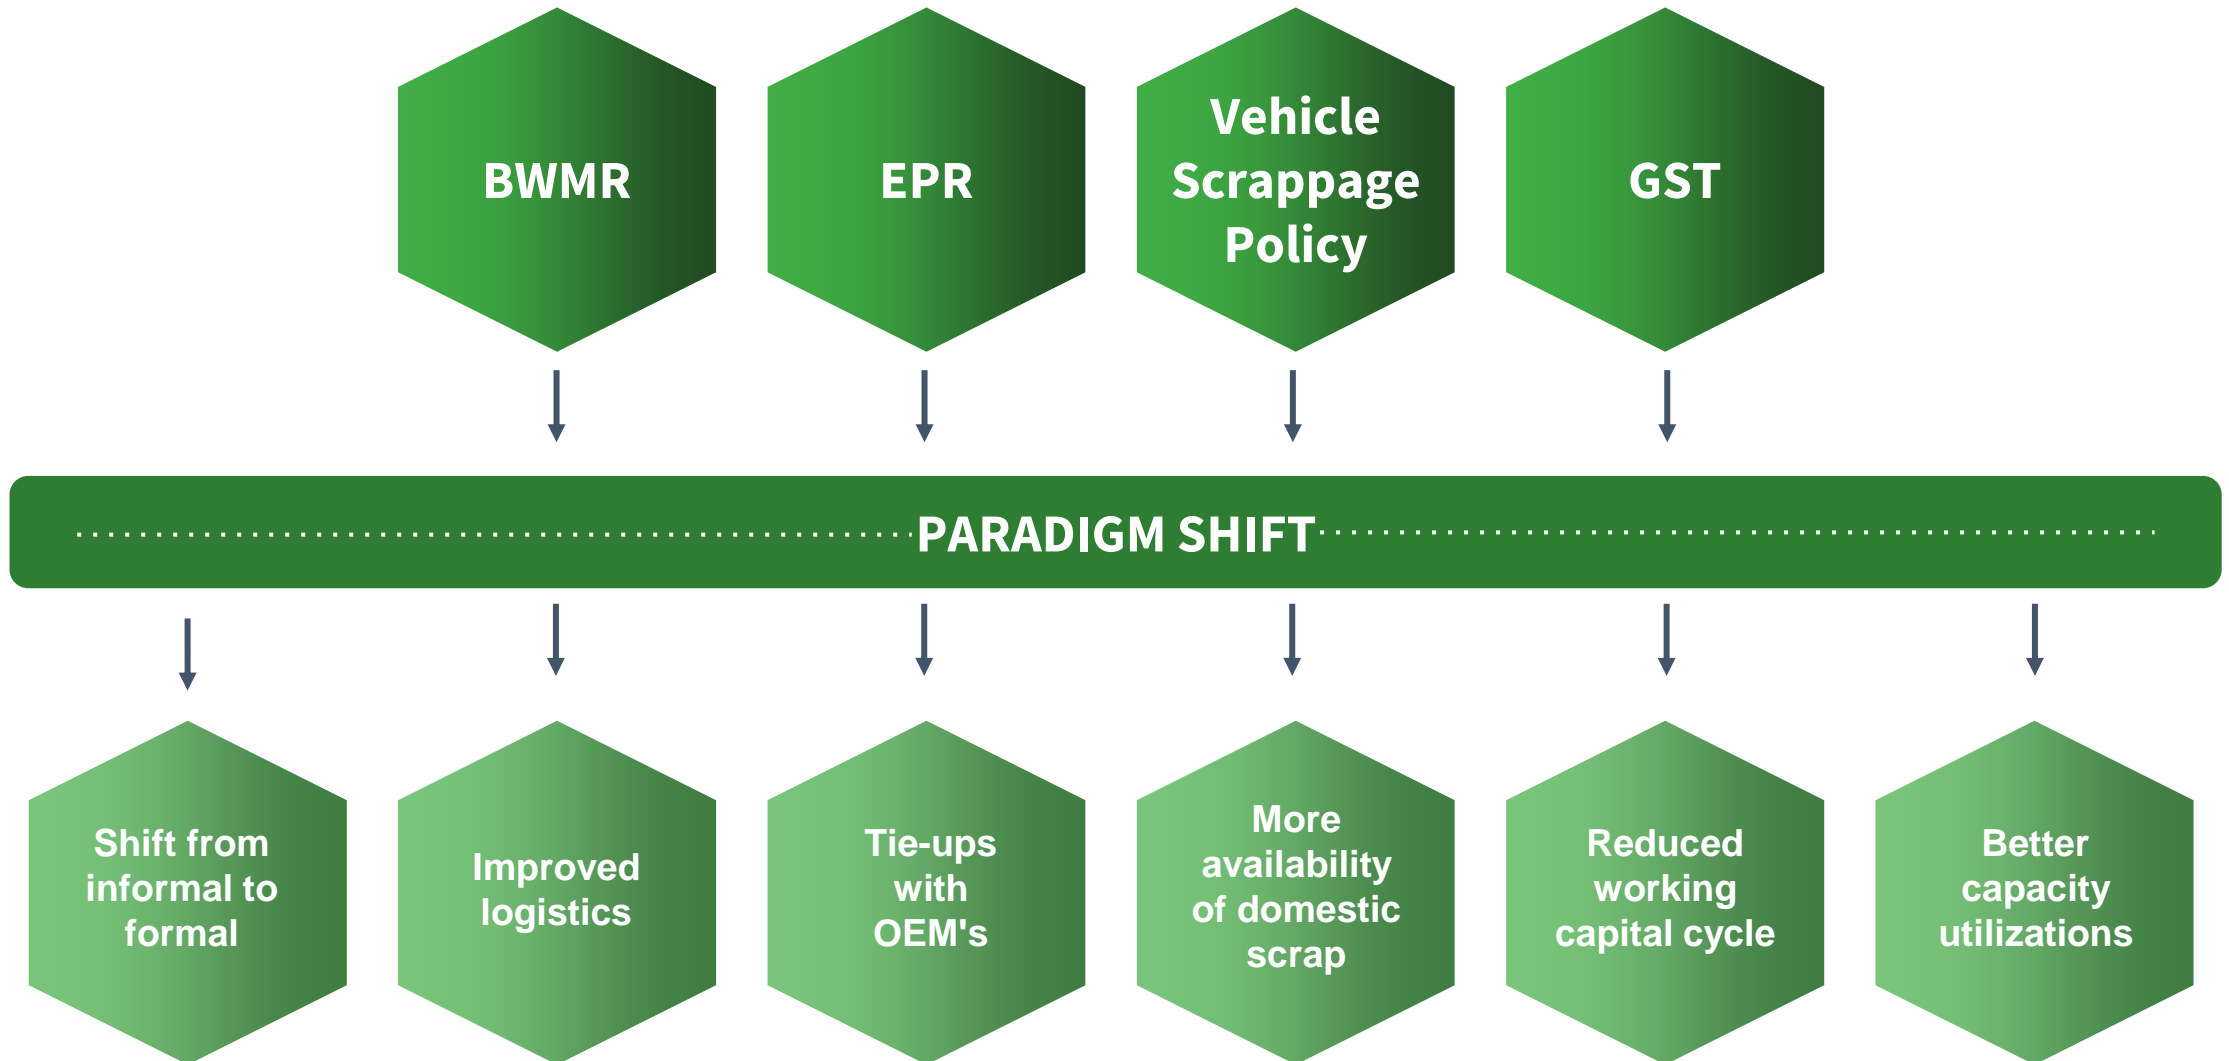 BWMR
EPR
Vehicle
Scrappage
Policy
GST
PARADIGM SHIFT
Shift from
informal to
formal
Improved
logistics
Tie-ups
with
OEM's
More
availability
of domestic
scrap
Reduced
working
capital cycle
Better
capacity
utilizations